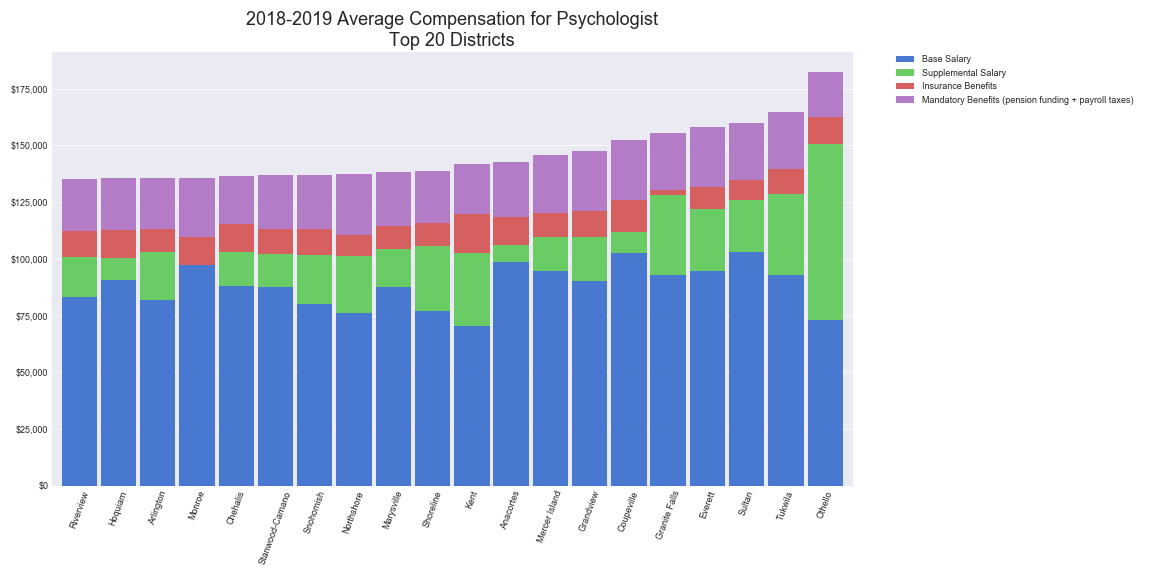 2018-2019 Average Compensation for Psychologist
Top 20 Districts
Base Salary
Supplemental Salary
Insurance Benefits
Mandatory Benefits (pension funding + payroll taxes)
$175,000
$150,000
$125,000
$100,000
$75,000
$50,000
$25,000
$0
Riverview
Hoquiam
Arlington
Monroe
Chehalis
Stanwood-Camano
Snohomish
Northshore
Marysville
Shoreline
Kent
Anacortes
Mercer Island
Grandview
Coupeville
Granite Falls
Everett
Sultan
Tukwila
Othello